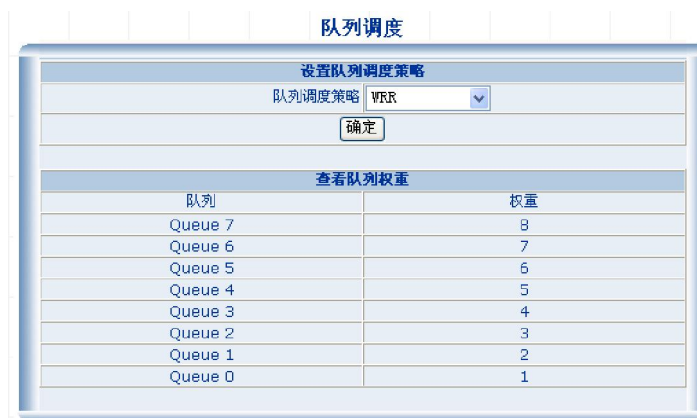 队列调度
设置队列调度策略
队列调度策略 WRR
确定
查看队列权重
队列 权重
Queue 7 8
Queue 6 7
Queue 5 6
Queue 4 5
Queue 3 4
Queue 2 3
Queue 1 2
Queue 0 1